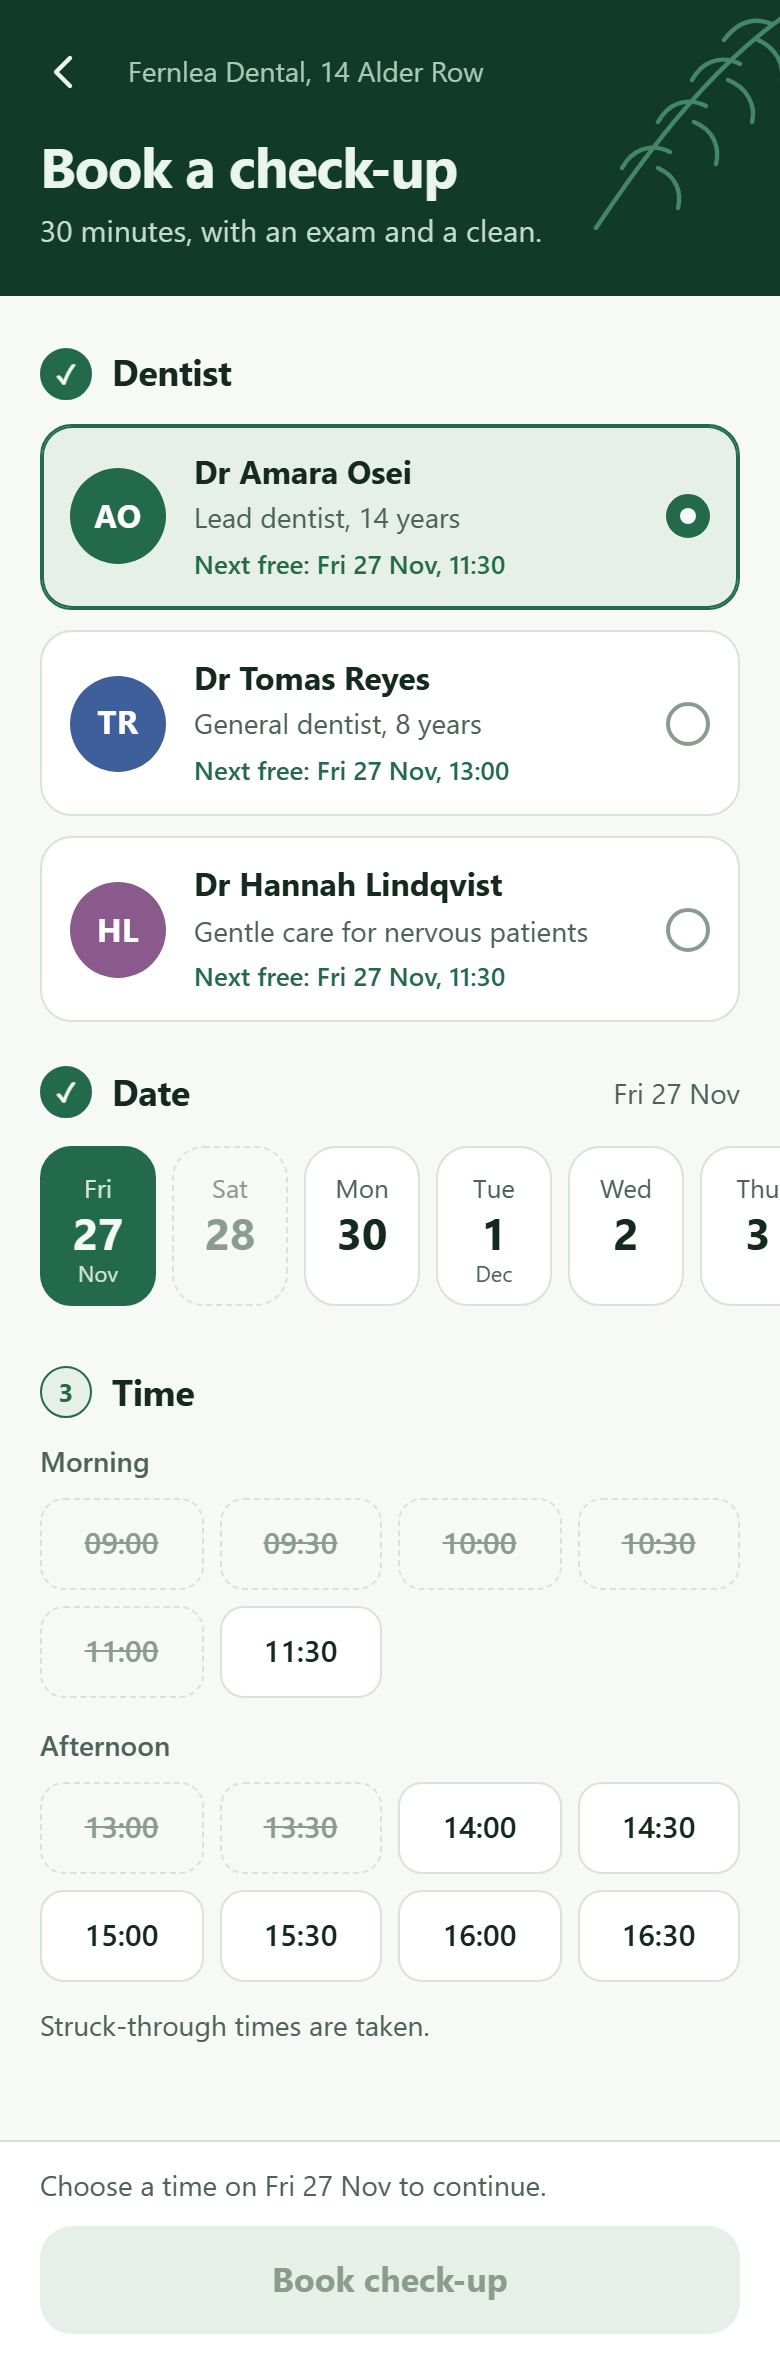 Fernlea Dental, 14 Alder Row
Book a check-up
30 minutes, with an exam and a clean.
Dentist
AO
Dr Amara Osei
Lead dentist, 14 years
Next free: Fri 27 Nov, 11:30
TR
Dr Tomas Reyes
General dentist, 8 years
Next free: Fri 27 Nov, 13:00
HL
Dr Hannah Lindqvist
Gentle care for nervous patients
Next free: Fri 27 Nov, 11:30
Date
Fri 27 Nov
Fri
27
Nov
Sat
28
Mon
30
Tue
1
Dec
Wed
2
Thu
3
3
Time
Morning
09:00
09:30
10:00
10:30
11:00
11:30
Afternoon
13:00
13:30
14:00
14:30
15:00
15:30
16:00
16:30
Struck-through times are taken.
Choose a time on Fri 27 Nov to continue.
Book check-up